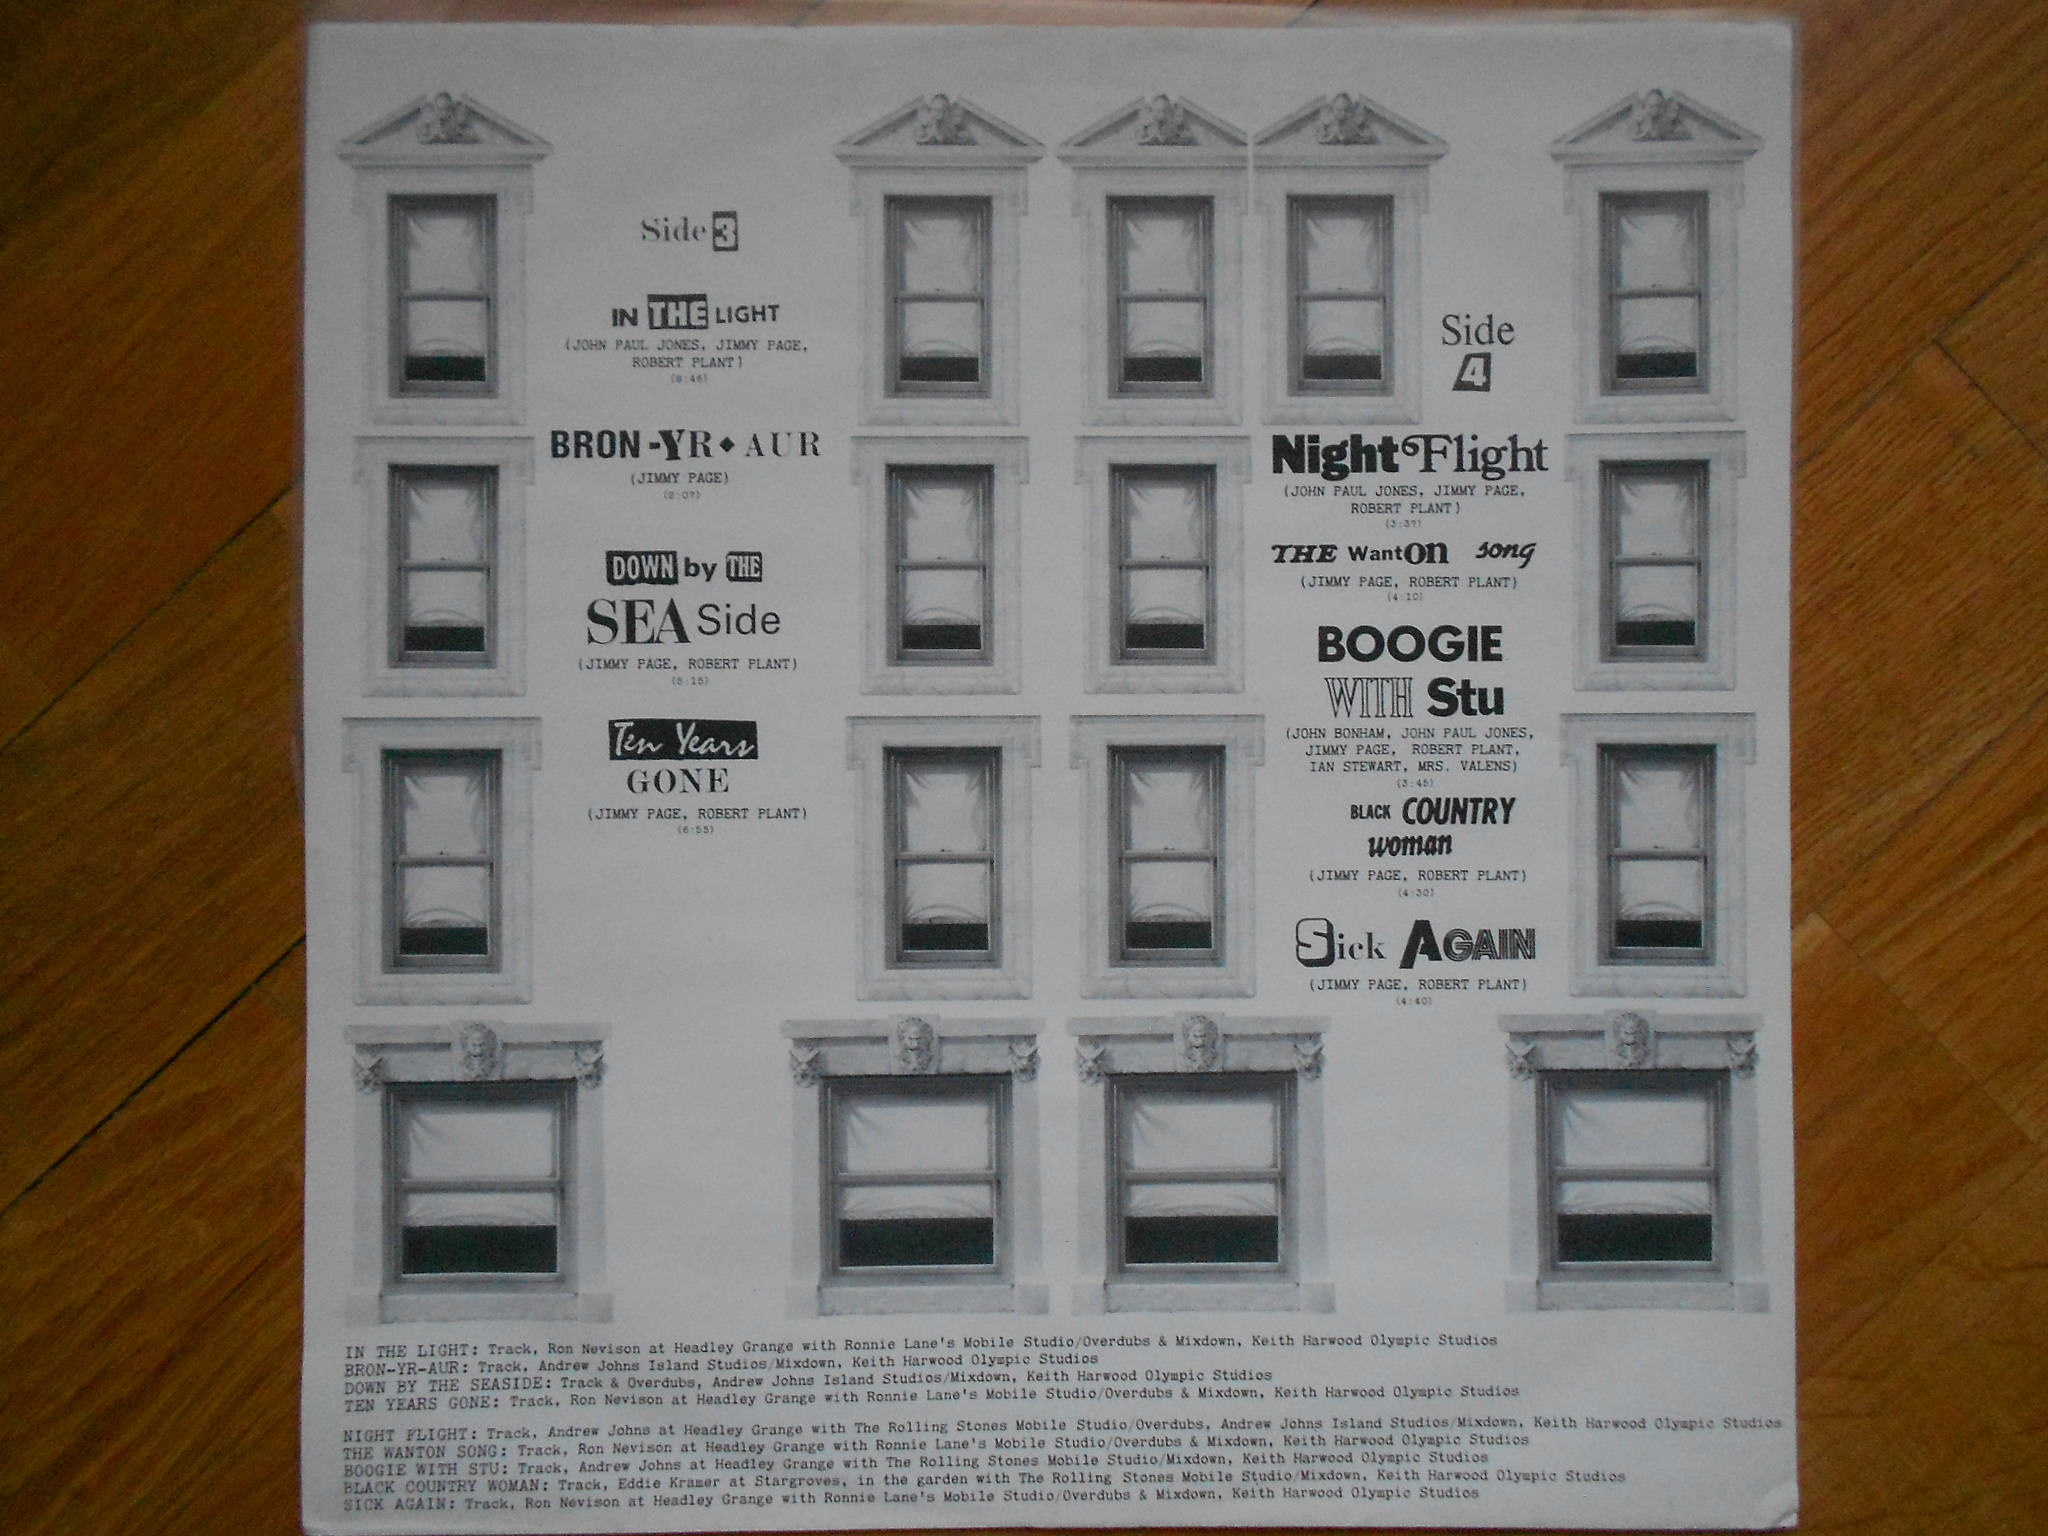 Side 3
IN THE LIGHT
(JOHN PAUL JONES, JIMMY PAGE,
ROBERT PLANT)
(8:46)
BRON-YR◆AUR
(JIMMY PAGE)
(2:07)
DOWN by THE
SEA Side
(JIMMY PAGE, ROBERT PLANT)
(5:15)
Ten Years
GONE
(JIMMY PAGE, ROBERT PLANT)
(6:55)
Side
4
Night Flight
(JOHN PAUL JONES, JIMMY PAGE,
ROBERT PLANT)
(3:37)
THE WantON song
(JIMMY PAGE, ROBERT PLANT)
(4:10)
BOOGIE
WITH Stu
(JOHN BONHAM, JOHN PAUL JONES,
JIMMY PAGE, ROBERT PLANT,
IAN STEWART, MRS. VALENS)
(3:45)
BLACK COUNTRY
woman
(JIMMY PAGE, ROBERT PLANT)
(4:30)
Sick AGAIN
(JIMMY PAGE, ROBERT PLANT)
(4:40)
IN THE LIGHT: Track, Ron Nevison at Headley Grange with Ronnie Lane's Mobile Studio/Overdubs & Mixdown, Keith Harwood Olympic Studios
BRON-YR-AUR: Track, Andrew Johns Island Studios/Mixdown, Keith Harwood Olympic Studios
DOWN BY THE SEASIDE: Track & Overdubs, Andrew Johns Island Studios/Mixdown, Keith Harwood Olympic Studios
TEN YEARS GONE: Track, Ron Nevison at Headley Grange with Ronnie Lane's Mobile Studio/Overdubs & Mixdown, Keith Harwood Olympic Studios
NIGHT FLIGHT: Track, Andrew Johns at Headley Grange with The Rolling Stones Mobile Studio/Overdubs, Andrew Johns Island Studios/Mixdown, Keith Harwood Olympic Studios
THE WANTON SONG: Track, Ron Nevison at Headley Grange with Ronnie Lane's Mobile Studio/Overdubs & Mixdown, Keith Harwood Olympic Studios
BOOGIE WITH STU: Track, Andrew Johns at Headley Grange with The Rolling Stones Mobile Studio/Mixdown, Keith Harwood Olympic Studios
BLACK COUNTRY WOMAN: Track, Eddie Kramer at Stargroves, in the garden with The Rolling Stones Mobile Studio/Mixdown, Keith Harwood Olympic Studios
SICK AGAIN: Track, Ron Nevison at Headley Grange with Ronnie Lane's Mobile Studio/Overdubs & Mixdown, Keith Harwood Olympic Studios